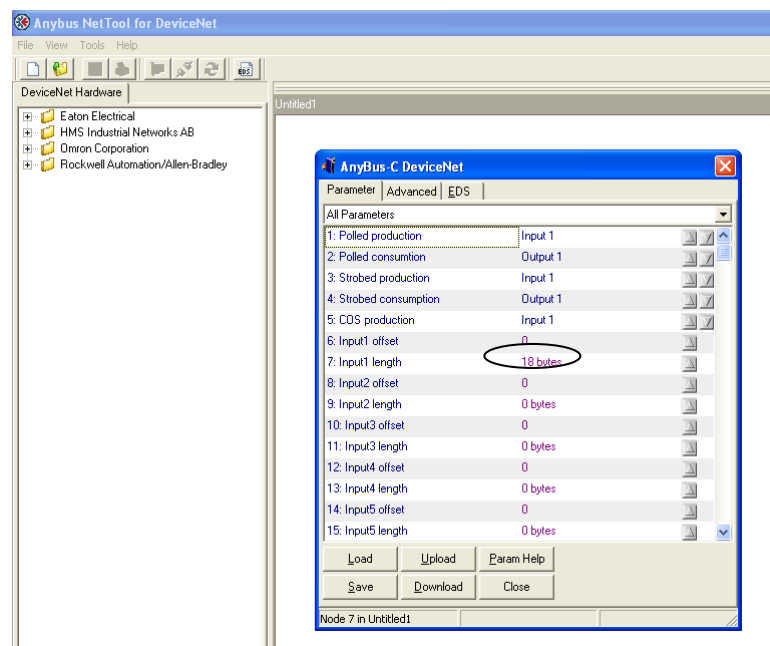 Anybus NetTool for DeviceNet
File View Tools Help
EDS
DeviceNet Hardware
Eaton Electrical
HMS Industrial Networks AB
Omron Corporation
Rockwell Automation/Allen-Bradley
Untitled1
AnyBus-C DeviceNet
Parameter Advanced EDS
All Parameters
1: Polled production Input 1
2: Polled consumtion Output 1
3: Strobed production Input 1
4: Strobed consumption Output 1
5: COS production Input 1
6: Input1 offset 0
7: Input1 length 18 bytes
8: Input2 offset 0
9: Input2 length 0 bytes
10: Input3 offset 0
11: Input3 length 0 bytes
12: Input4 offset 0
13: Input4 length 0 bytes
14: Input5 offset 0
15: Input5 length 0 bytes
Load Upload Param Help
Save Download Close
Node 7 in Untitled1